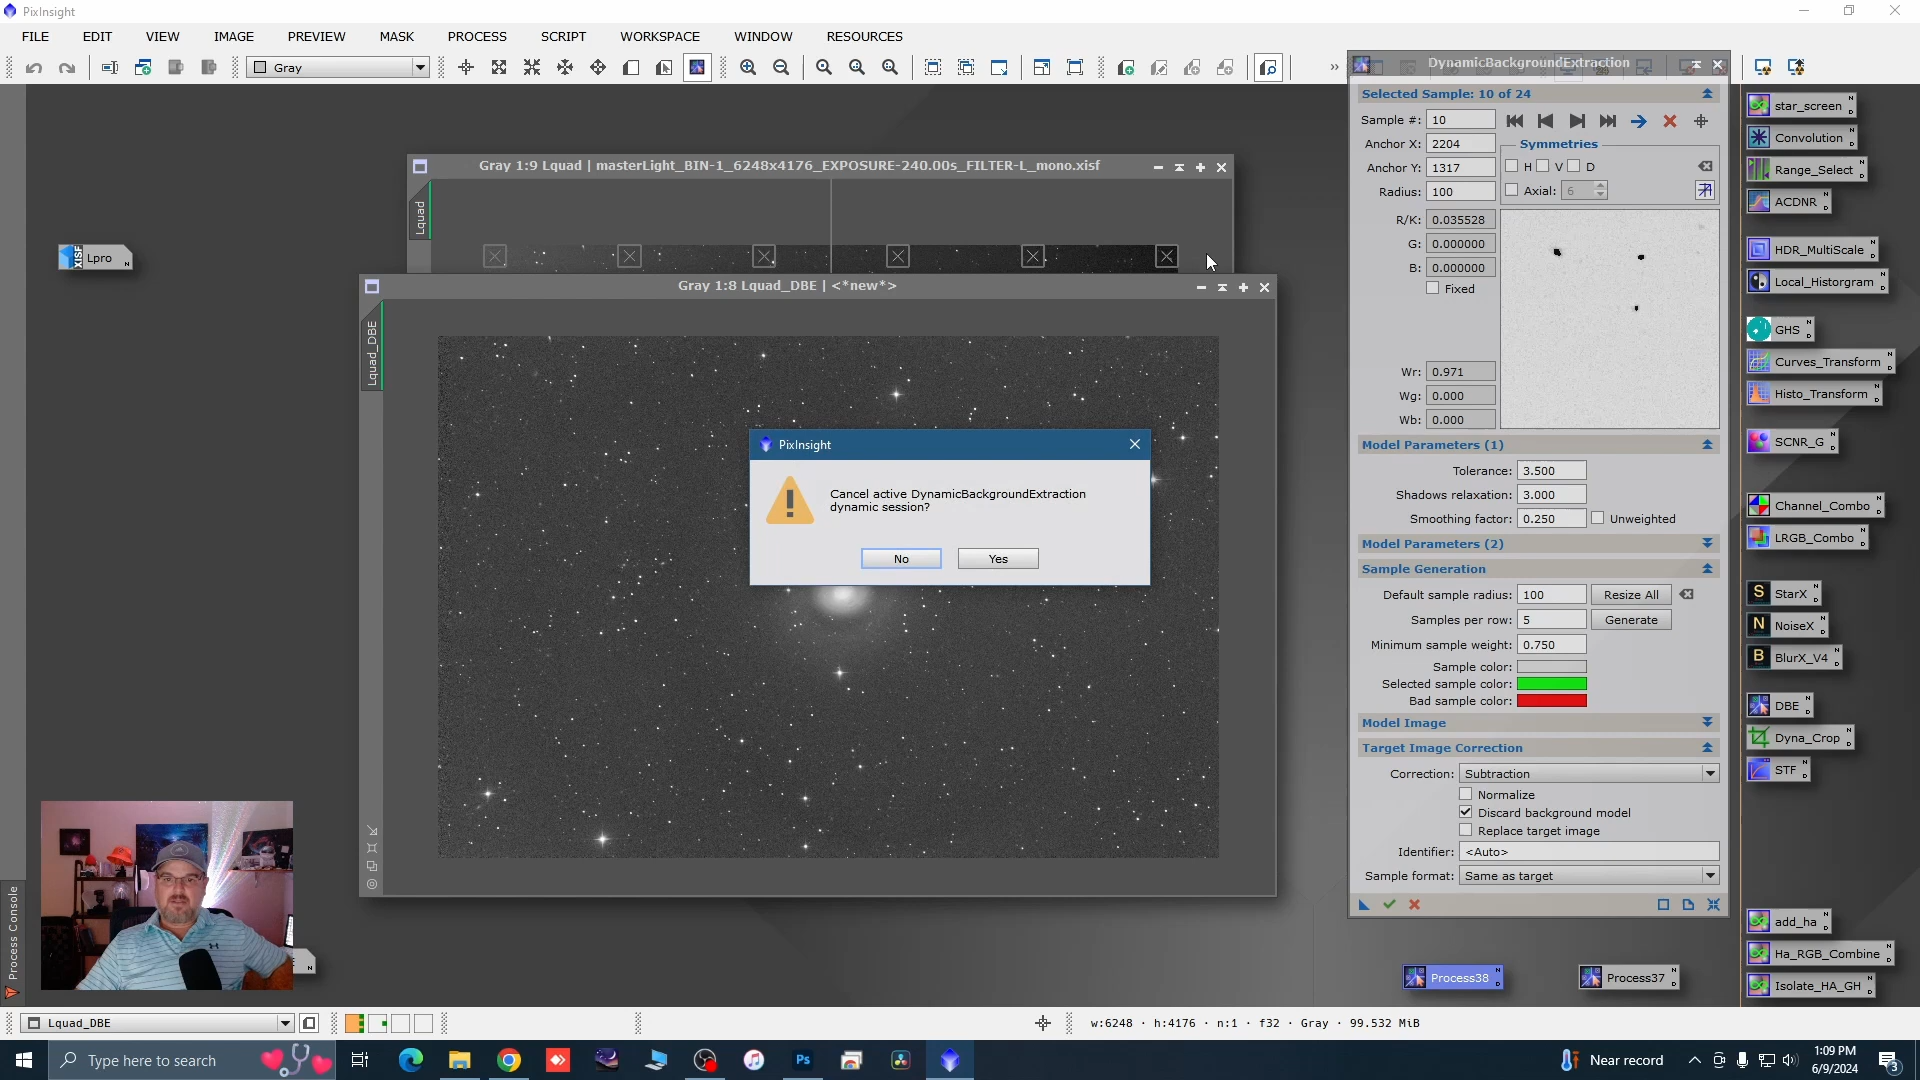 PixInsight
FILE EDIT VIEW IMAGE PREVIEW MASK PROCESS SCRIPT WORKSPACE WINDOW RESOURCES
Gray
DynamicBackgroundExtraction
Selected Sample: 10 of 24
Sample #: 10
Anchor X: 2204
Symmetries
Anchor Y: 1317
H V D
Radius: 100
Axial: 6
R/K: 0.035528
G: 0.000000
B: 0.000000
Fixed
Wr: 0.971
Wg: 0.000
Wb: 0.000
Model Parameters (1)
Tolerance: 3.500
Shadows relaxation: 3.000
Smoothing factor: 0.250 Unweighted
Model Parameters (2)
Sample Generation
Default sample radius: 100 Resize All
Samples per row: 5 Generate
Minimum sample weight: 0.750
Sample color:
Selected sample color:
Bad sample color:
Model Image
Target Image Correction
Correction: Subtraction
Normalize
Discard background model
Replace target image
Identifier: <Auto>
Sample format: Same as target
Gray 1:9 Lquad | masterLight_BIN-1_6248x4176_EXPOSURE-240.00s_FILTER-L_mono.xisf
Lquad
Gray 1:8 Lquad_DBE | <*new*>
Lquad_DBE
PixInsight
Cancel active DynamicBackgroundExtraction
dynamic session?
No Yes
XISF Lpro N
star_screen
Convolution
Range_Select
ACDNR
HDR_MultiScale
Local_Historgram
GHS
Curves_Transform
Histo_Transform
SCNR_G
Channel_Combo
LRGB_Combo
S StarX
N NoiseX
B BlurX_V4
DBE
Dyna_Crop
STF
add_ha
Ha_RGB_Combine
Isolate_HA_GH
Process38
Process37
Process Console
Lquad_DBE
w:6248 · h:4176 · n:1 · f32 · Gray · 99.532 MiB
Type here to search
Ps
Near record
1:09 PM
6/9/2024
3